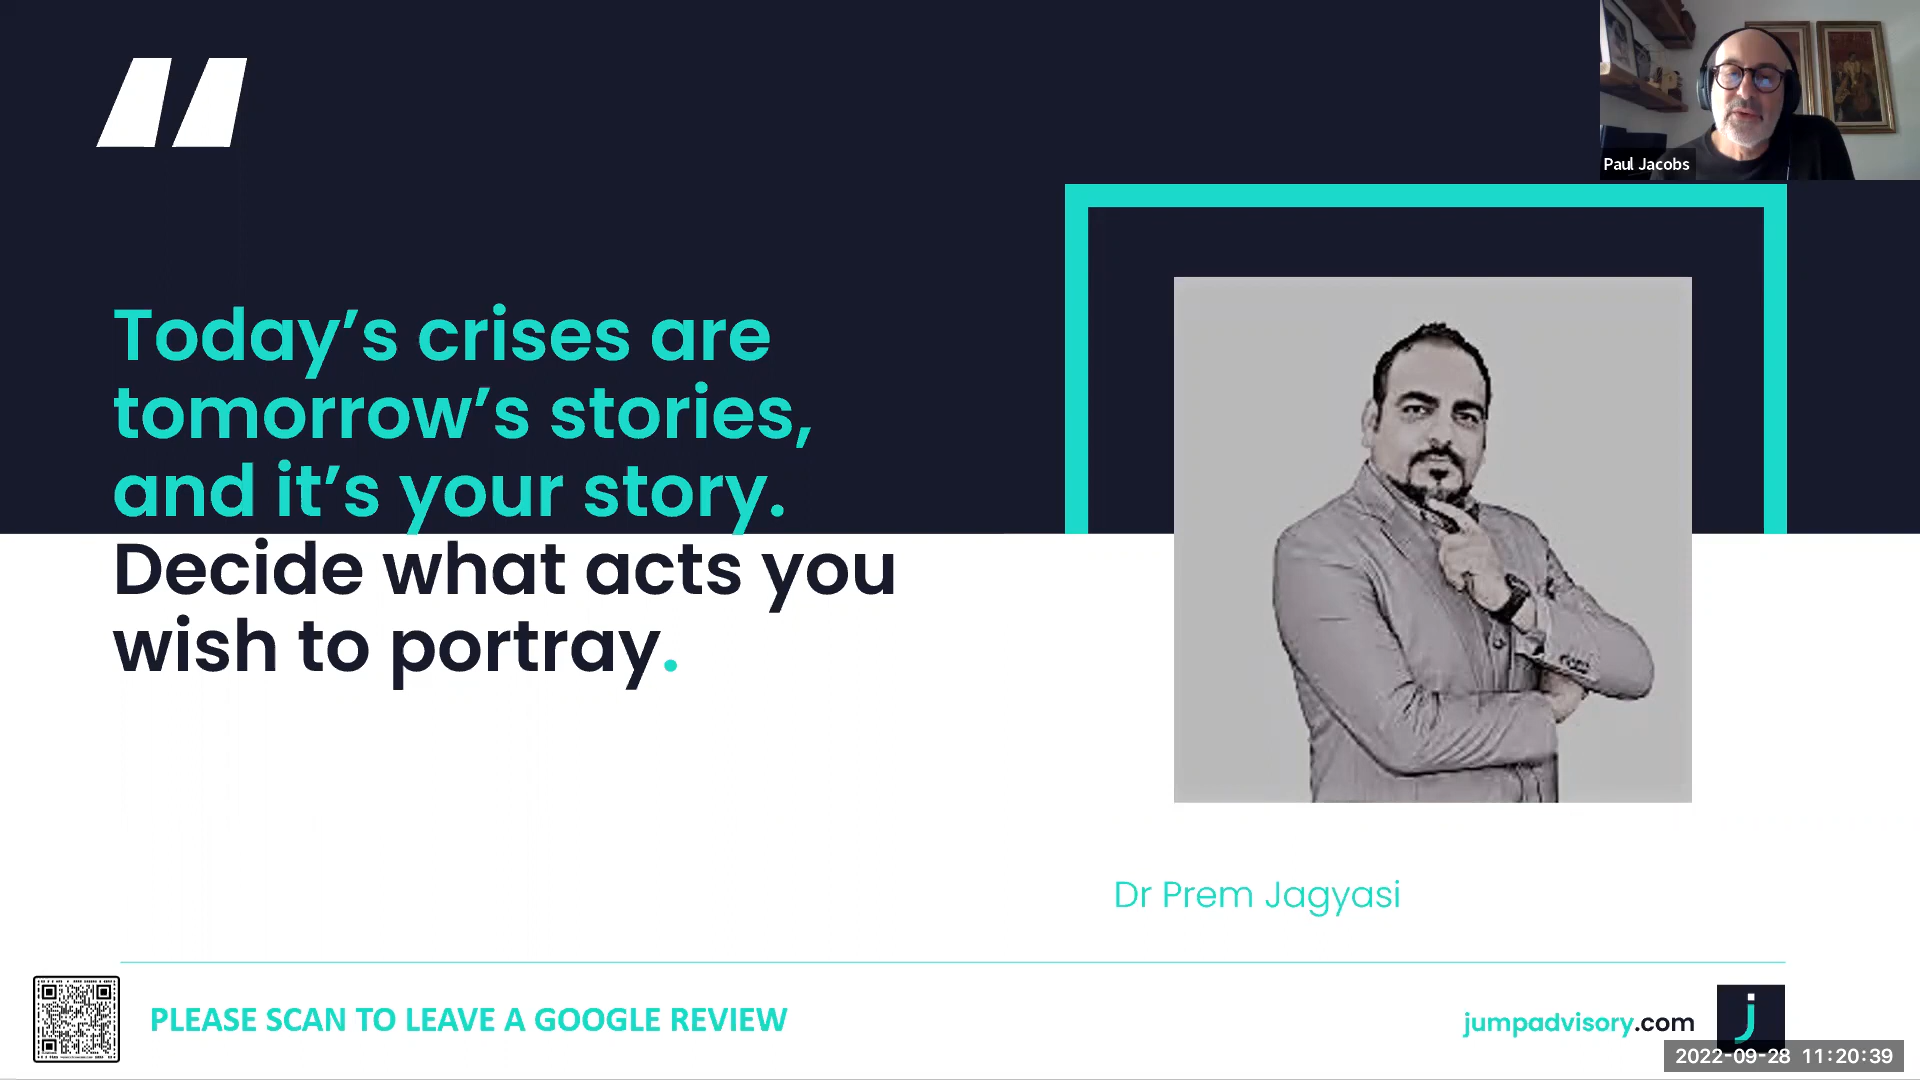 Paul Jacobs
Today’s crises are
tomorrow’s stories,
and it’s your story.
Decide what acts you
wish to portray.
Dr Prem Jagyasi
PLEASE SCAN TO LEAVE A GOOGLE REVIEW
jumpadvisory.com
j
2022-09-28 11:20:39